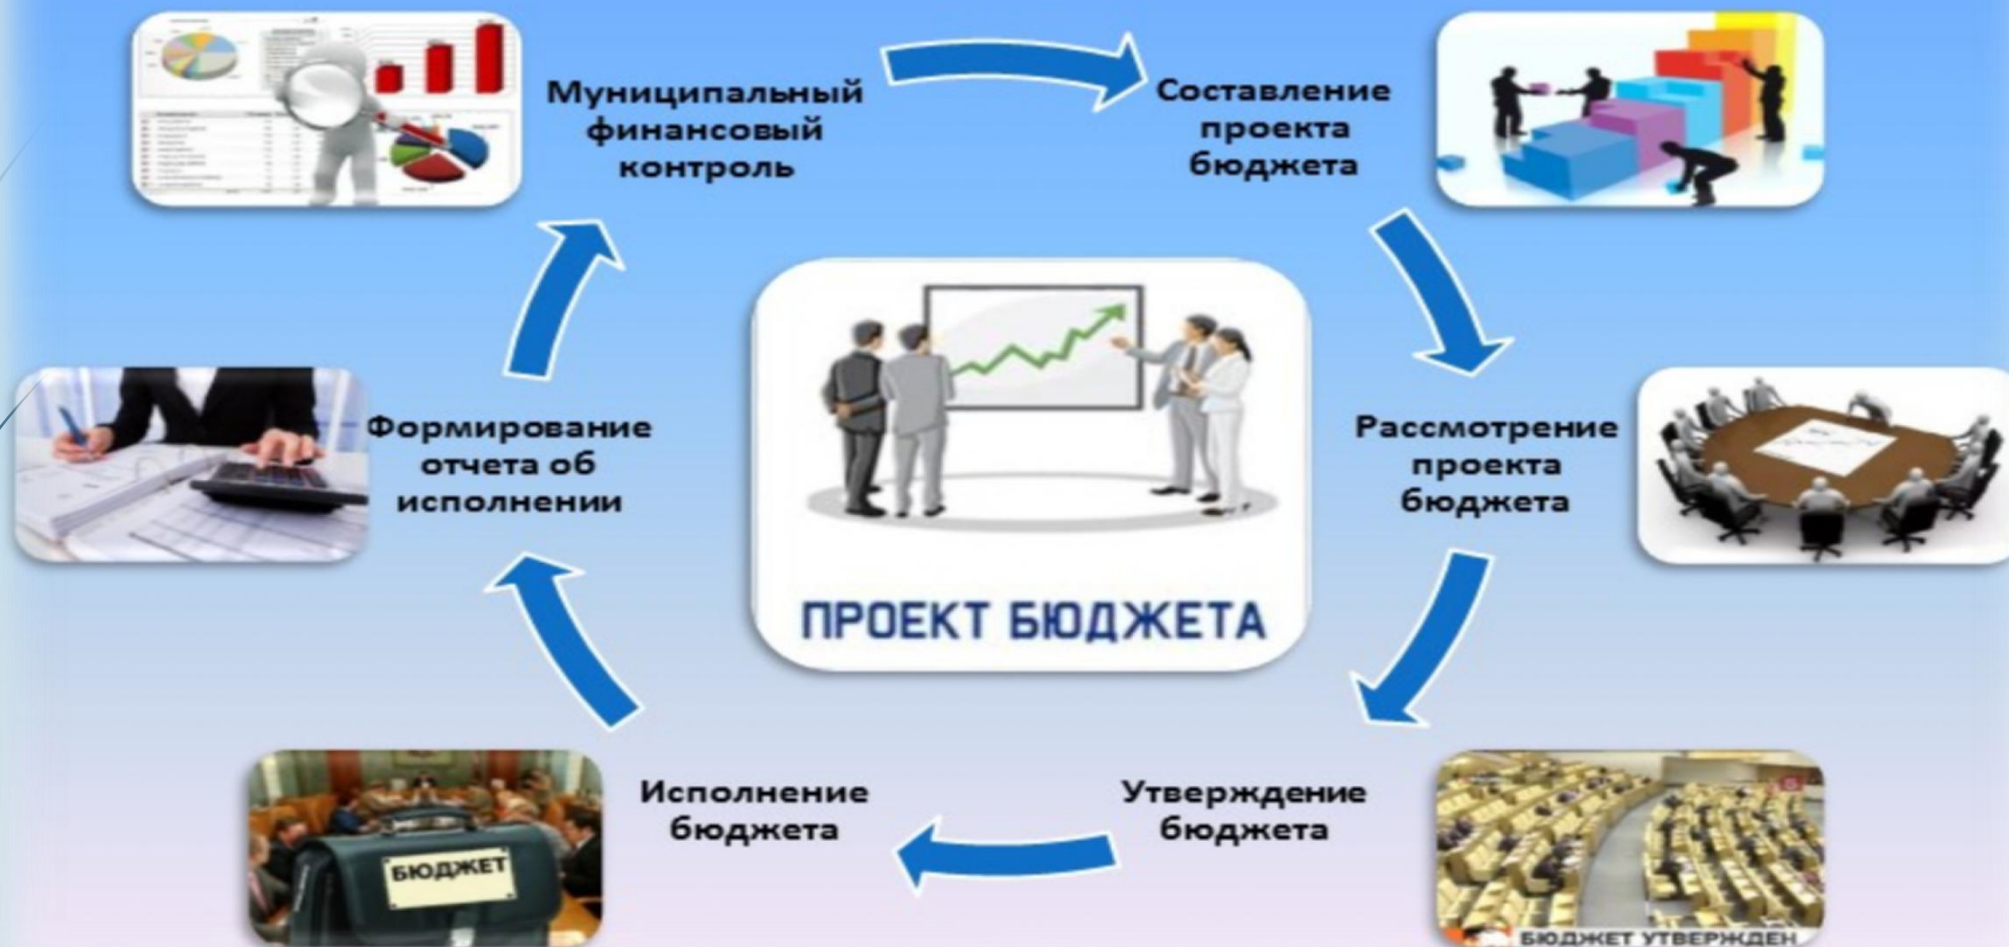 Муниципальный
финансовый
контроль
Составление
проекта
бюджета
Рассмотрение
проекта
бюджета
Утверждение
бюджета
Исполнение
бюджета
Формирование
отчета об
исполнении
ПРОЕКТ БЮДЖЕТА
БЮДЖЕТ
БЮДЖЕТ УТВЕРЖДЕН